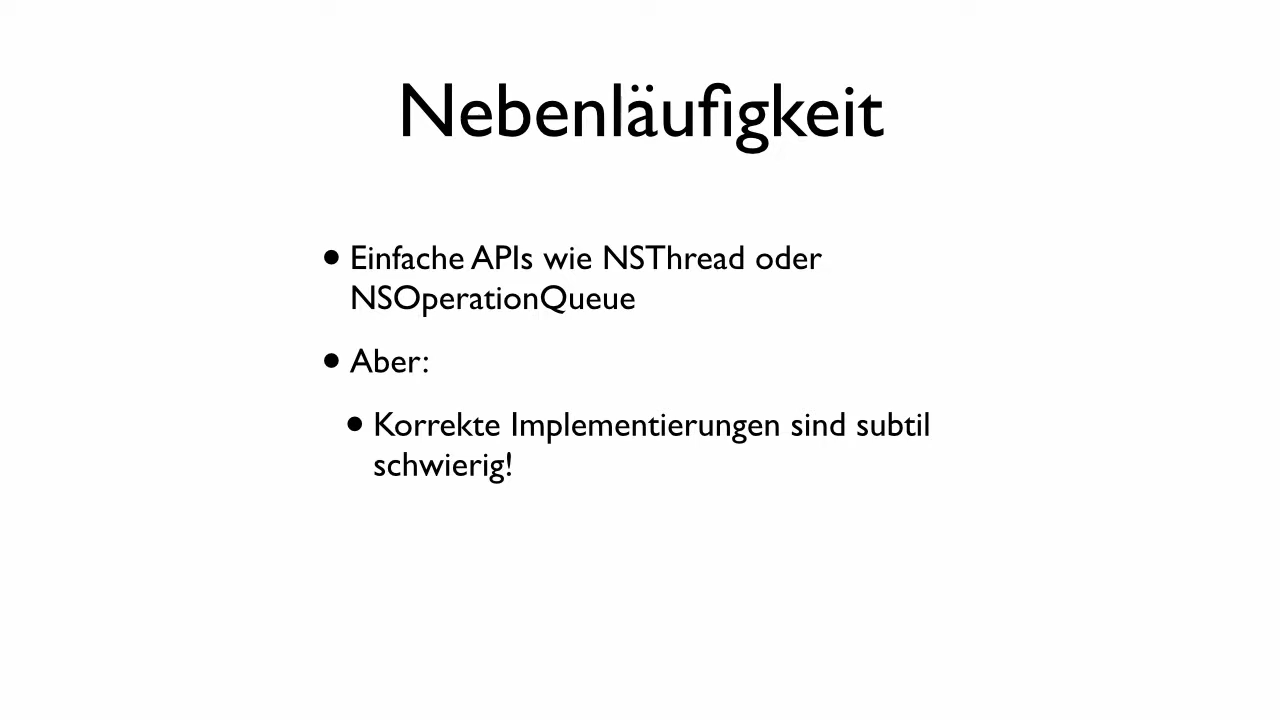 Nebenläufigkeit
• Einfache APIs wie NSThread oder
NSOperationQueue
• Aber:
• Korrekte Implementierungen sind subtil
schwierig!